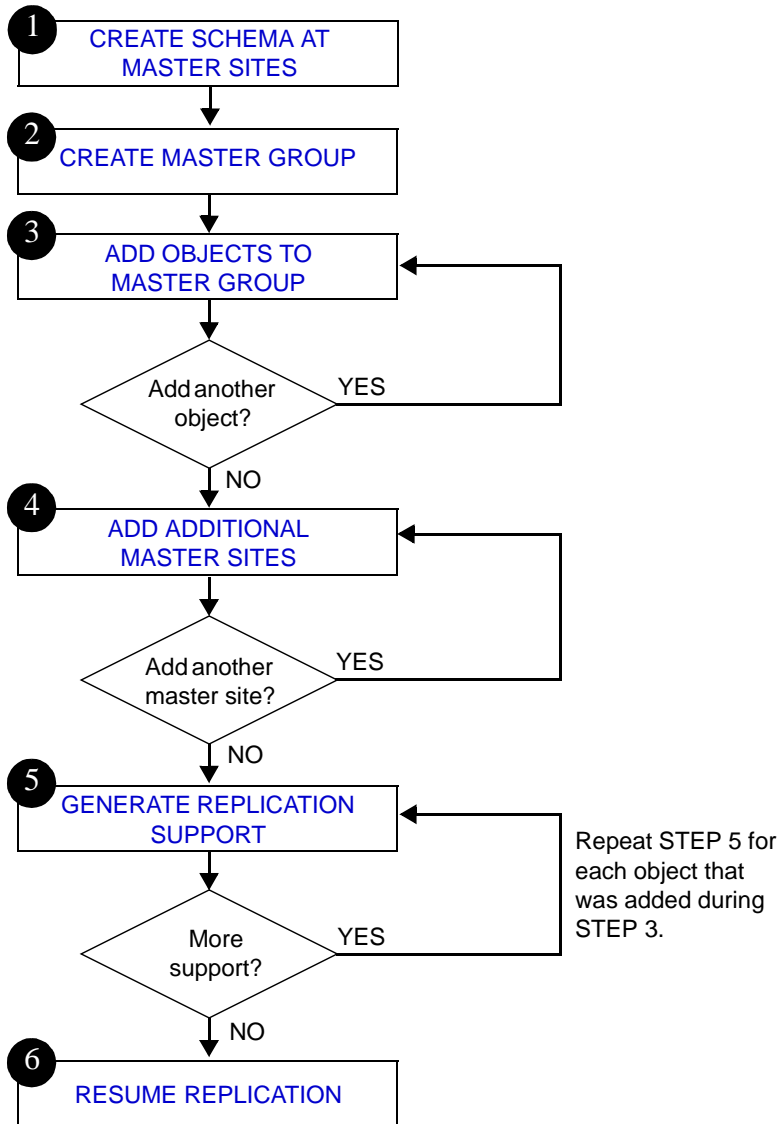 1
CREATE SCHEMA AT
MASTER SITES
2
CREATE MASTER GROUP
3
ADD OBJECTS TO
MASTER GROUP
Add another
object?
YES
NO
4
ADD ADDITIONAL
MASTER SITES
Add another
master site?
YES
NO
5
GENERATE REPLICATION
SUPPORT
Repeat STEP 5 for
each object that
was added during
STEP 3.
More
support?
YES
NO
6
RESUME REPLICATION